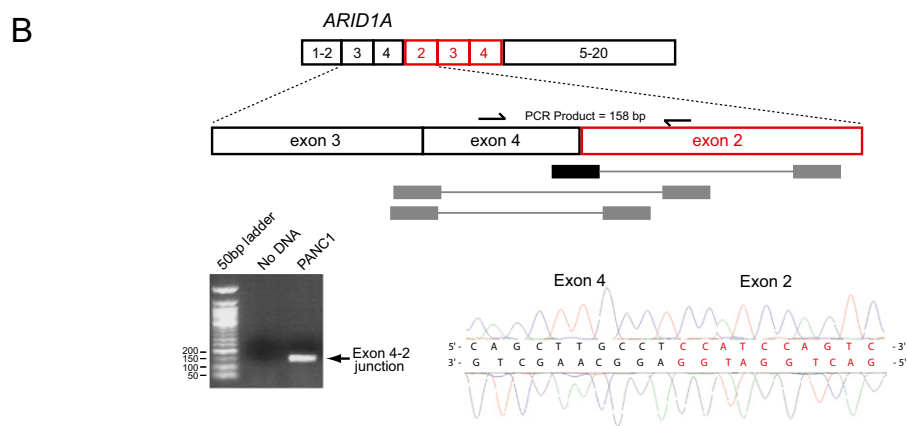 B
ARID1A
1-2 3 4 2 3 4 5-20
PCR Product = 158 bp
exon 3 exon 4 exon 2
50bp ladder
No DNA
PANC1
200
150
100
50
Exon 4-2
junction
Exon 4 Exon 2
5'- C A G C T T G C C T C C A T C C A G T C -3'
3'- G T C G A A C G G A G G T A G G T C A G -5'